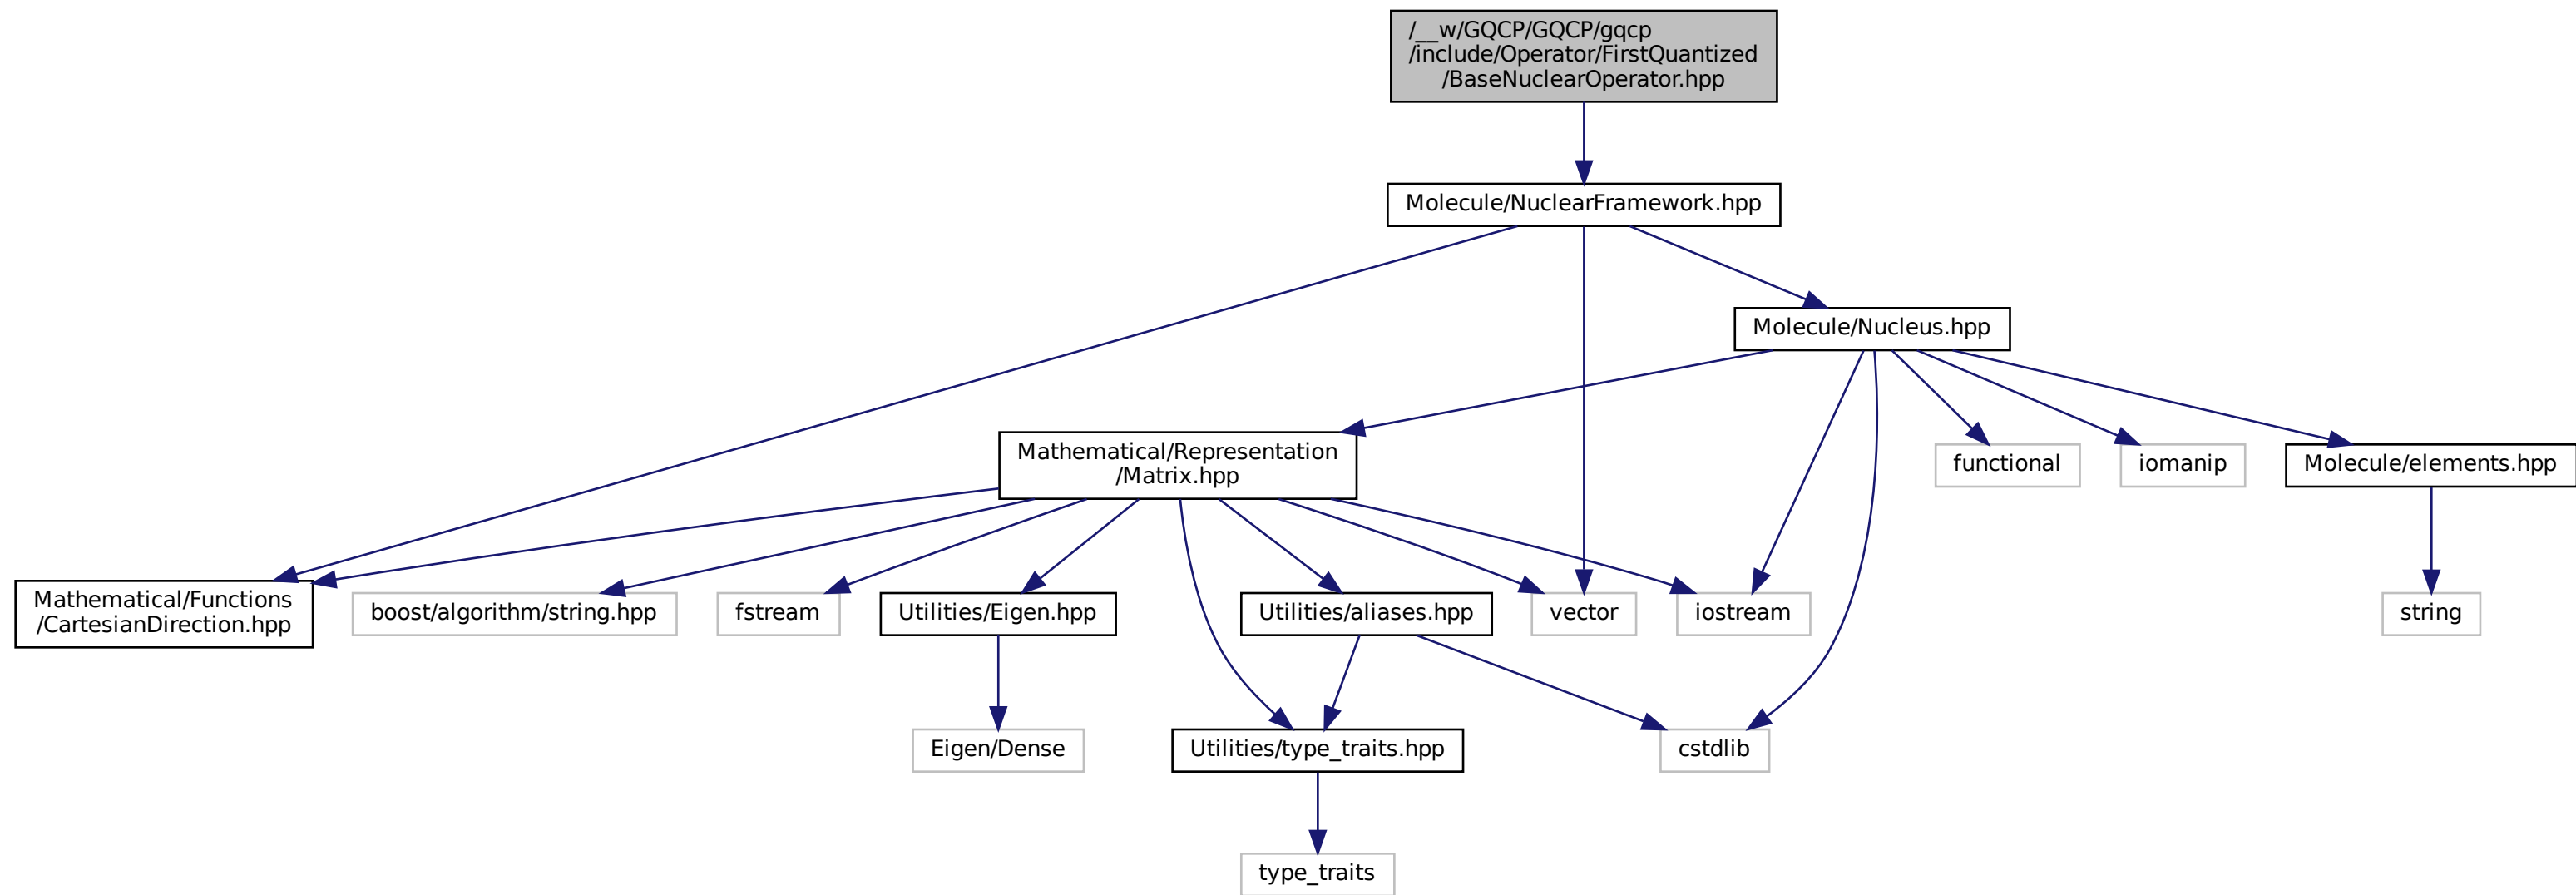 /__w/GQCP/GQCP/gqcp
/include/Operator/FirstQuantized
/BaseNuclearOperator.hpp
Molecule/NuclearFramework.hpp
Molecule/Nucleus.hpp
Mathematical/Representation
/Matrix.hpp
functional
iomanip
Molecule/elements.hpp
Mathematical/Functions
/CartesianDirection.hpp
boost/algorithm/string.hpp
fstream
Utilities/Eigen.hpp
Utilities/aliases.hpp
vector
iostream
string
Eigen/Dense
Utilities/type_traits.hpp
cstdlib
type_traits